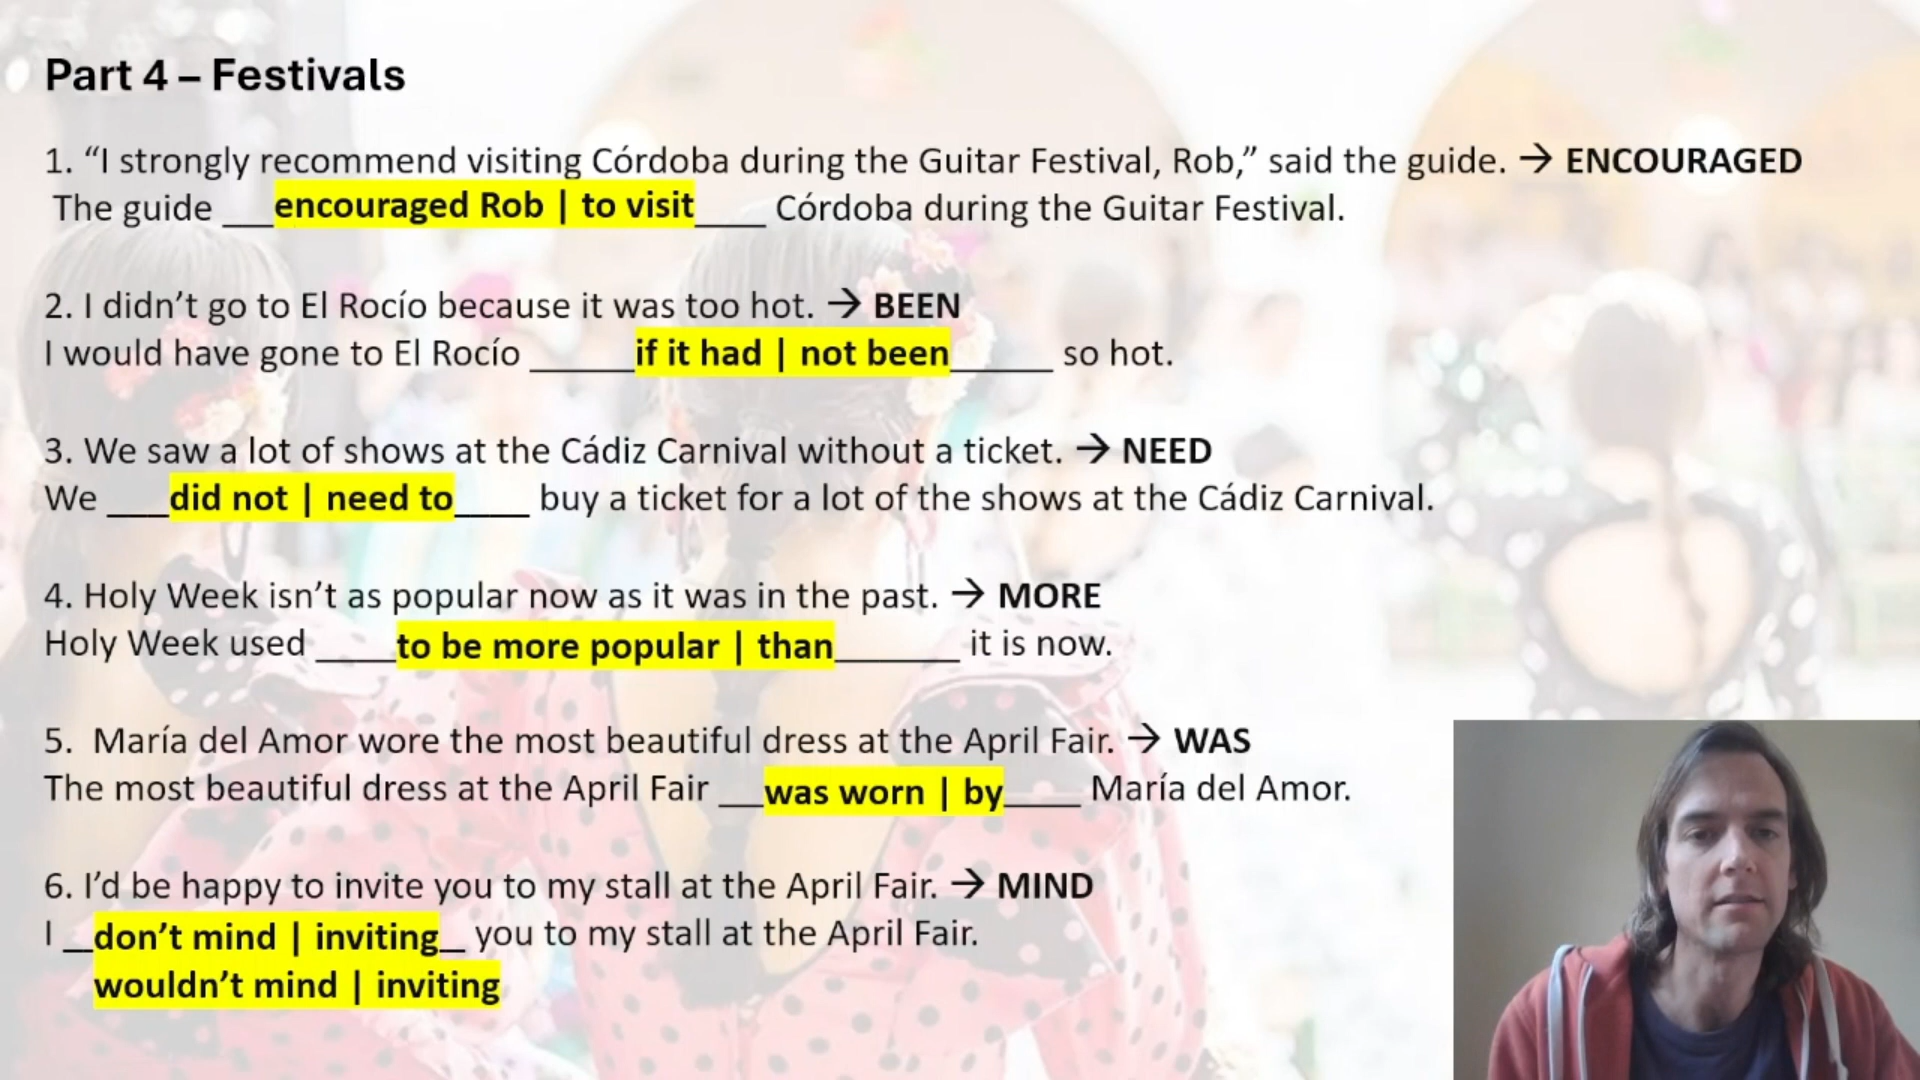 Part 4 – Festivals
1. “I strongly recommend visiting Córdoba during the Guitar Festival, Rob,” said the guide. → ENCOURAGED
The guide ___encouraged Rob | to visit____ Córdoba during the Guitar Festival.
2. I didn’t go to El Rocío because it was too hot. → BEEN
I would have gone to El Rocío ______if it had | not been______ so hot.
3. We saw a lot of shows at the Cádiz Carnival without a ticket. → NEED
We ____did not | need to____ buy a ticket for a lot of the shows at the Cádiz Carnival.
4. Holy Week isn’t as popular now as it was in the past. → MORE
Holy Week used _____to be more popular | than_______ it is now.
5. María del Amor wore the most beautiful dress at the April Fair. → WAS
The most beautiful dress at the April Fair ___was worn | by____ María del Amor.
6. I’d be happy to invite you to my stall at the April Fair. → MIND
I __don’t mind | inviting_ you to my stall at the April Fair.
wouldn’t mind | inviting